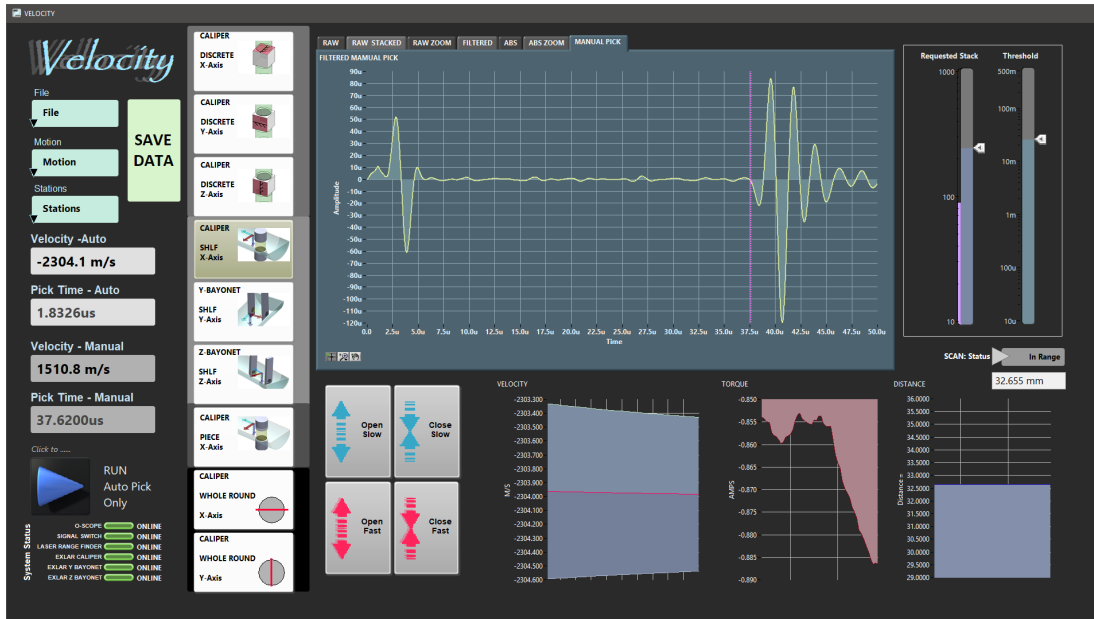 VELOCITY
Velocity
File
File
Motion
Motion
Stations
Stations
SAVE
DATA
Velocity -Auto
-2304.1 m/s
Pick Time - Auto
1.8326us
Velocity - Manual
1510.8 m/s
Pick Time - Manual
37.6200us
Click to .....
RUN
Auto Pick
Only
System Status
O-SCOPE ONLINE
SIGNAL SWITCH ONLINE
LASER RANGE FINDER ONLINE
EXLAR CALIPER ONLINE
EXLAR Y BAYONET ONLINE
EXLAR Z BAYONET ONLINE
CALIPER
DISCRETE
X-Axis
CALIPER
DISCRETE
Y-Axis
CALIPER
DISCRETE
Z-Axis
CALIPER
SHLF
X-Axis
Y-BAYONET
SHLF
Y-Axis
Z-BAYONET
SHLF
Z-Axis
CALIPER
PIECE
X-Axis
CALIPER
WHOLE ROUND
X-Axis
CALIPER
WHOLE ROUND
Y-Axis
RAW RAW STACKED RAW ZOOM FILTERED ABS ABS ZOOM MANUAL PICK
FILTERED MAMUAL PICK
90u
80u
70u
60u
50u
40u
30u
20u
10u
0
-10u
-20u
-30u
-40u
-50u
-60u
-70u
-80u
-90u
-100u
-110u
-120u
Amplitude
0.0 2.5u 5.0u 7.5u 10.0u 12.5u 15.0u 17.5u 20.0u 22.5u 25.0u 27.5u 30.0u 32.5u 35.0u 37.5u 40.0u 42.5u 45.0u 47.5u 50.0u
Time
Requested Stack
1000
100
10
Threshold
500m
100m
10m
1m
100u
10u
SCAN: Status In Range
32.655 mm
Open
Slow
Close
Slow
Open
Fast
Close
Fast
VELOCITY
-2303.300
-2303.400
-2303.500
-2303.600
-2303.700
-2303.800
-2303.900
-2304.000
-2304.100
-2304.200
-2304.300
-2304.400
-2304.500
-2304.600
M/S
TORQUE
-0.850
-0.855
-0.860
-0.865
-0.870
-0.875
-0.880
-0.885
-0.890
AMPS
DISTANCE
36.0000
35.5000
35.0000
34.5000
34.0000
33.5000
33.0000
32.5000
32.0000
31.5000
31.0000
30.5000
30.0000
29.5000
29.0000
Distance =